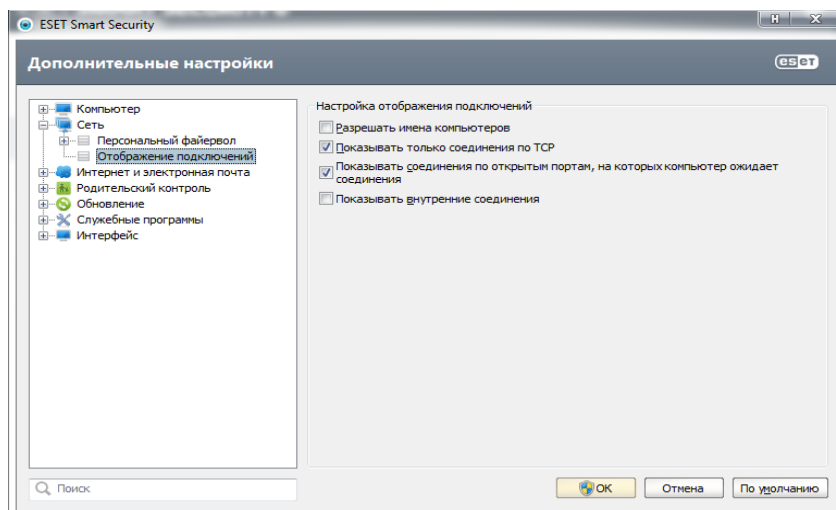 ESET Smart Security
Дополнительные настройки
eset
Компьютер
Сеть
Персональный файервол
Отображение подключений
Интернет и электронная почта
Родительский контроль
Обновление
Служебные программы
Интерфейс
Поиск
Настройка отображения подключений
Разрешать имена компьютеров
Показывать только соединения по TCP
Показывать соединения по открытым портам, на которых компьютер ожидает
соединения
Показывать внутренние соединения
OK
Отмена
По умолчанию